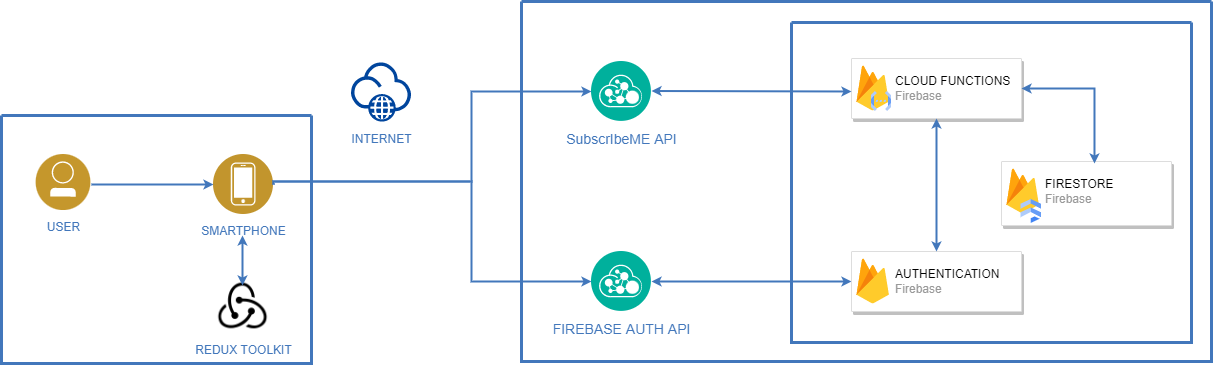 USER
SMARTPHONE
REDUX TOOLKIT
INTERNET
SubscrIbeME API
FIREBASE AUTH API
CLOUD FUNCTIONS
Firebase
FIRESTORE
Firebase
AUTHENTICATION
Firebase